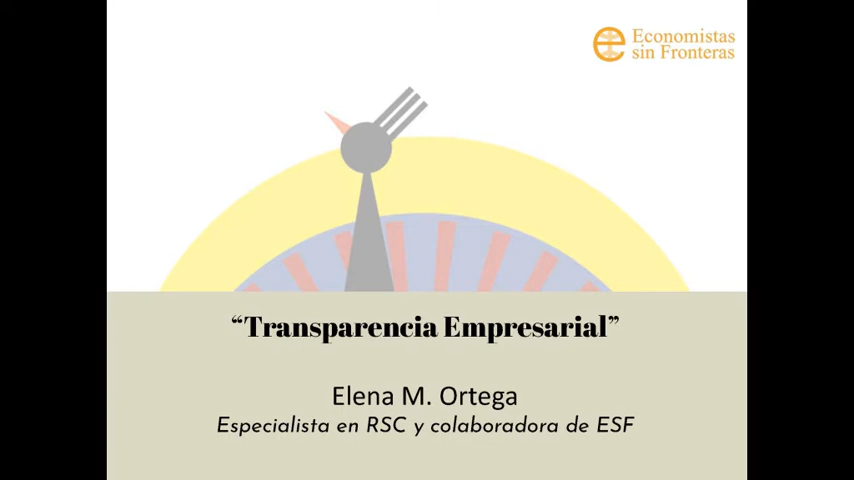 Economistas
sin Fronteras
“Transparencia Empresarial”
Elena M. Ortega
Especialista en RSC y colaboradora de ESF